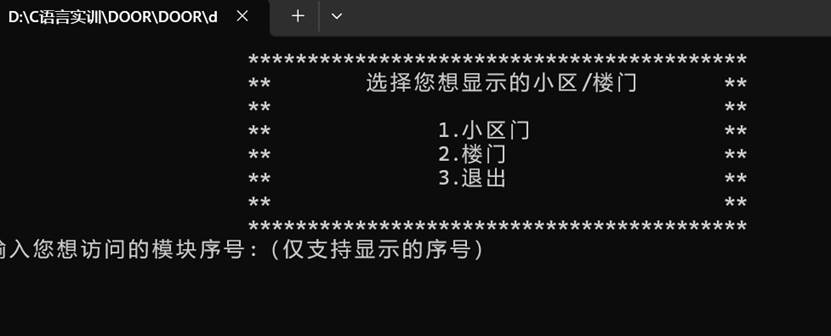 D:\C语言实训\DOOR\DOOR\d
******************************************
** 选择您想显示的小区/楼门 **
** **
** 1.小区门 **
** 2.楼门 **
** 3.退出 **
** **
******************************************
输入您想访问的模块序号:(仅支持显示的序号)